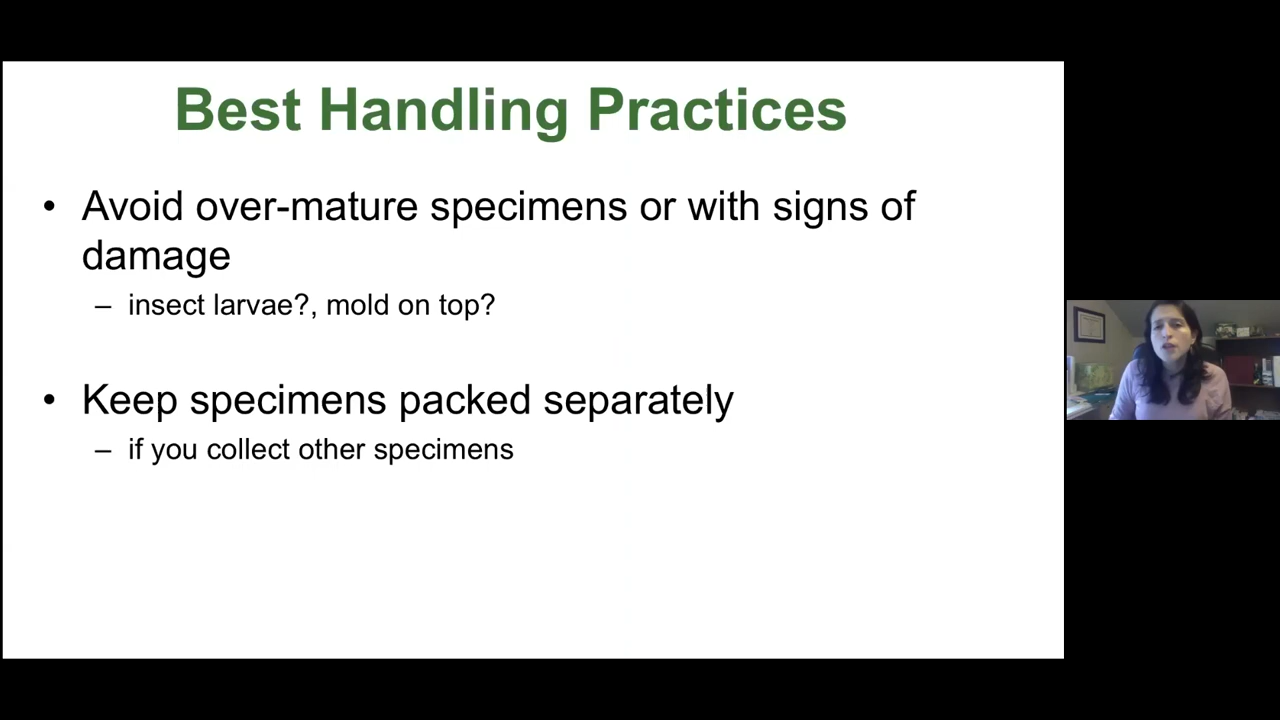 Best Handling Practices
• Avoid over-mature specimens or with signs of
damage
– insect larvae?, mold on top?
• Keep specimens packed separately
– if you collect other specimens